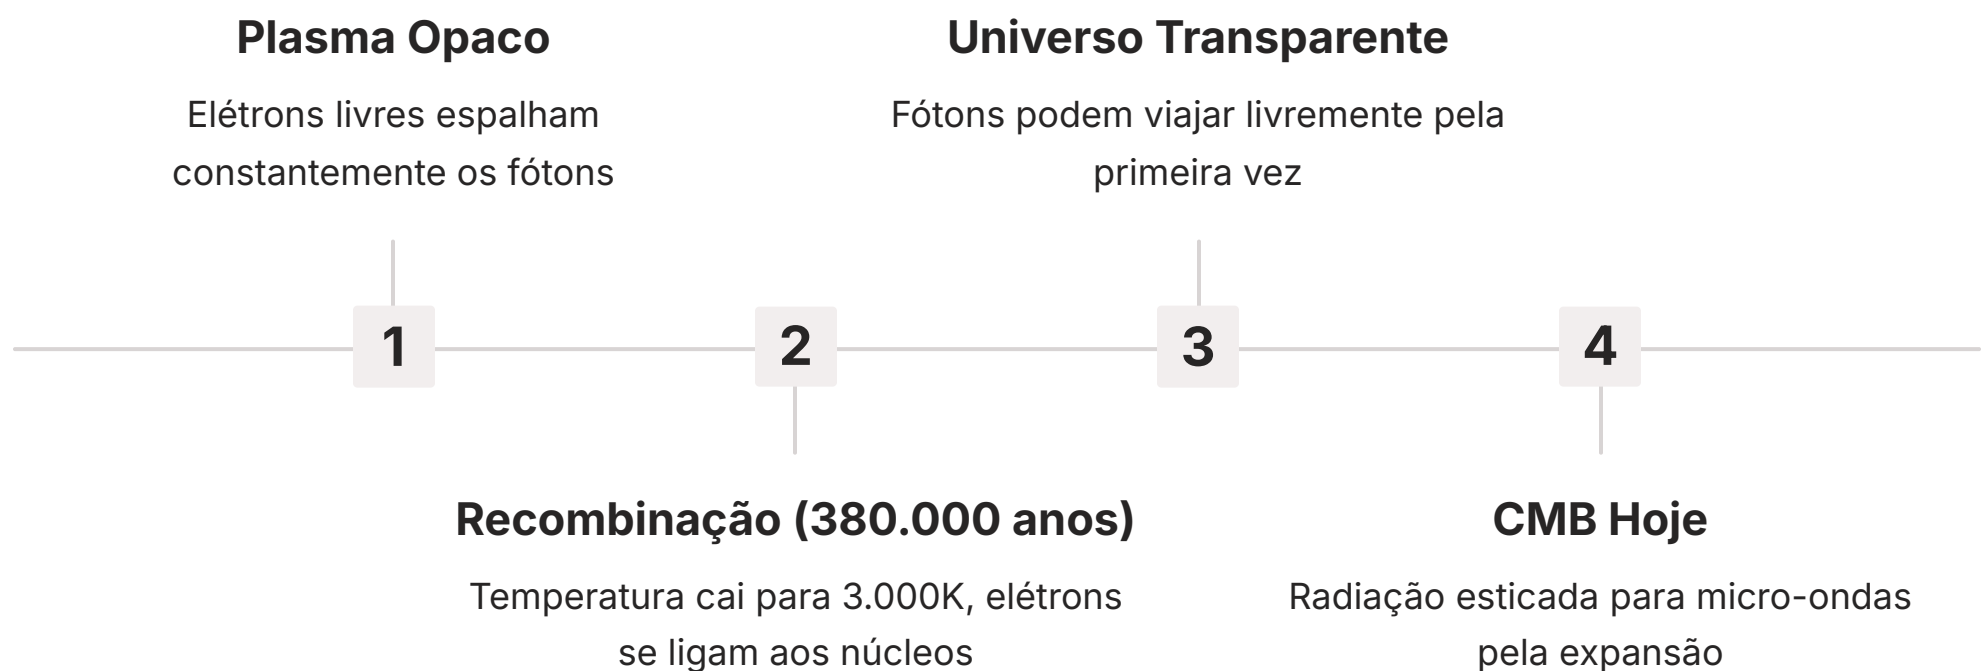 Plasma Opaco
Elétrons livres espalham
constantemente os fótons
Universo Transparente
Fótons podem viajar livremente pela
primeira vez
1
2
3
4
Recombinação (380.000 anos)
Temperatura cai para 3.000K, elétrons
se ligam aos núcleos
CMB Hoje
Radiação esticada para micro-ondas
pela expansão